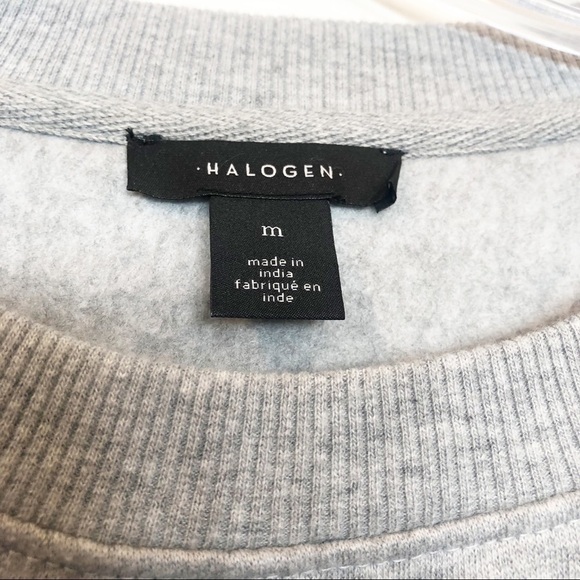 ·HALOGEN·
m
made in
india
fabriqué en
inde